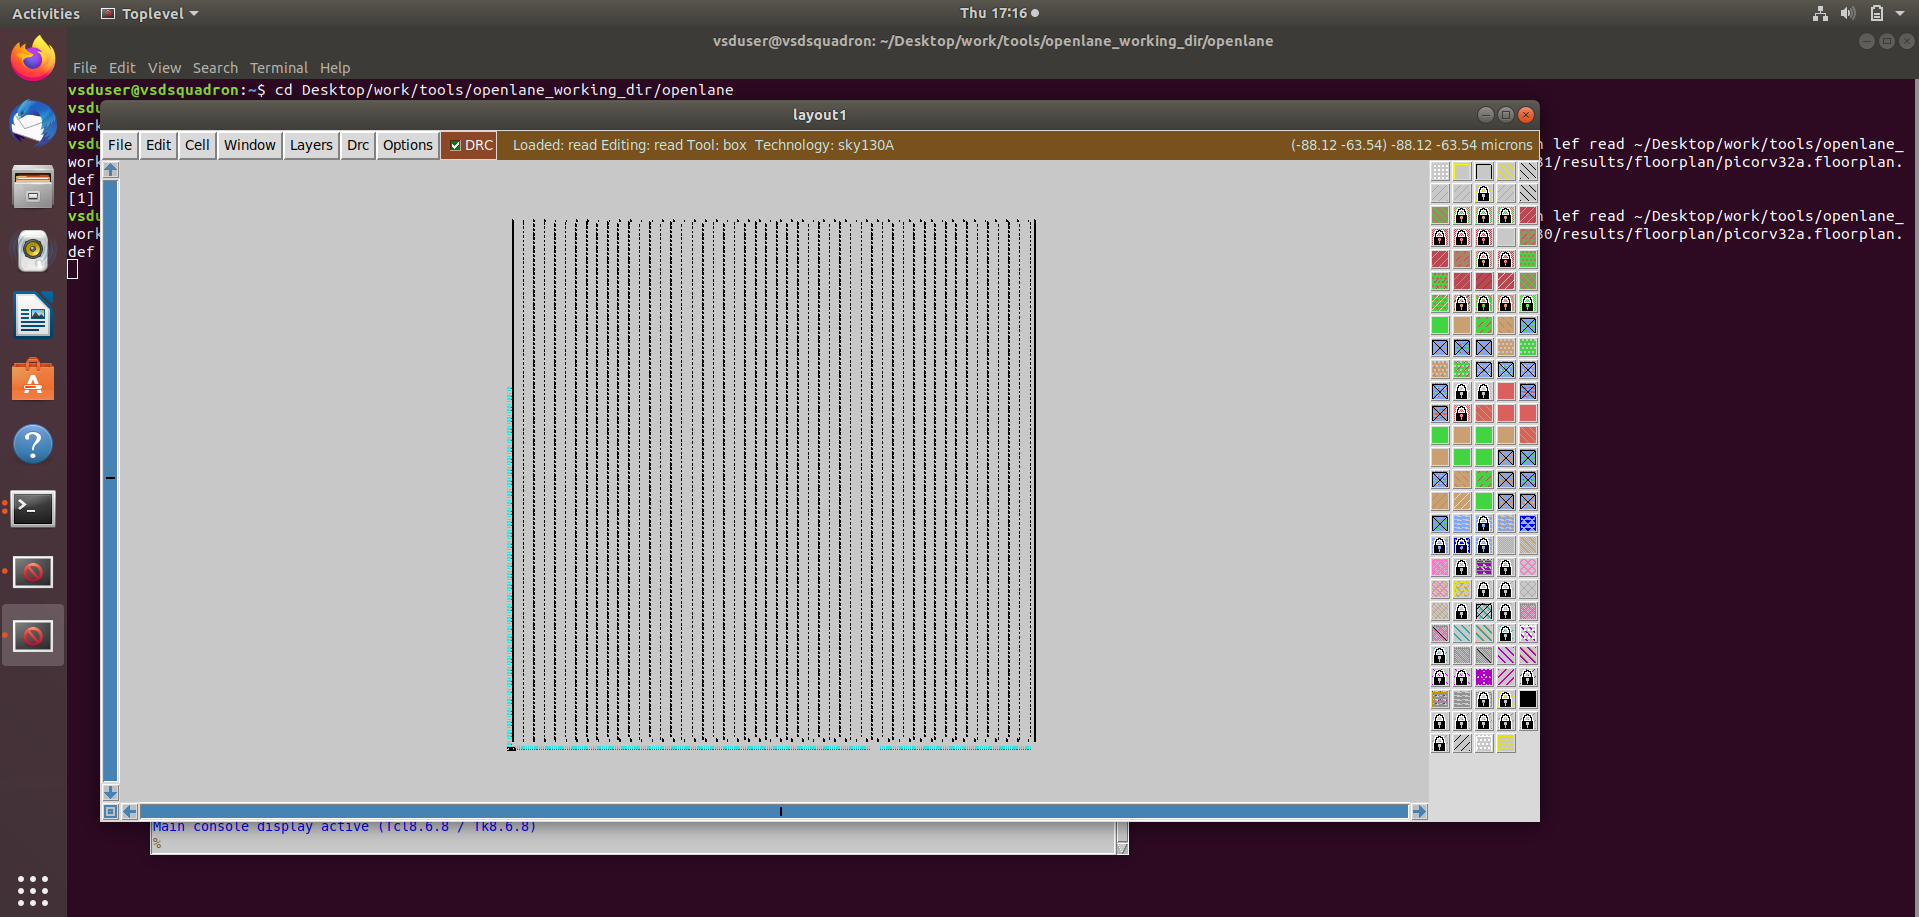 Activities
Toplevel
Thu 17:16
vsduser@vsdsquadron: ~/Desktop/work/tools/openlane_working_dir/openlane
File Edit View Search Terminal Help
vsduser@vsdsquadron:~$ cd Desktop/work/tools/openlane_working_dir/openlane
vsdu
work
vsdu lef read ~/Desktop/work/tools/openlane_
work 1/results/floorplan/picorv32a.floorplan.
def
[1]
vsdu lef read ~/Desktop/work/tools/openlane_
work 0/results/floorplan/picorv32a.floorplan.
def
layout1
File Edit Cell Window Layers Drc Options DRC Loaded: read Editing: read Tool: box Technology: sky130A (-88.12 -63.54) -88.12 -63.54 microns
Main console display active (Tcl8.6.8 / Tk8.6.8)
%